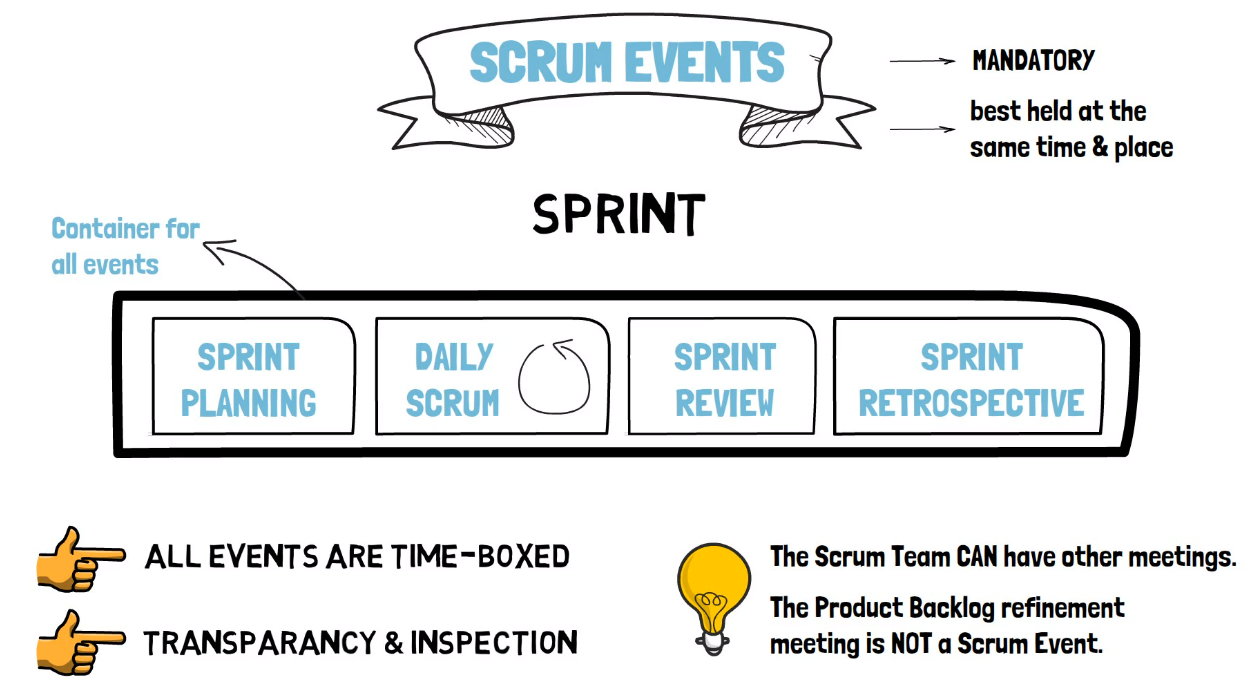 SCRUM EVENTS
MANDATORY
best held at the
same time & place
SPRINT
Container for
all events
SPRINT
PLANNING
DAILY
SCRUM
SPRINT
REVIEW
SPRINT
RETROSPECTIVE
ALL EVENTS ARE TIME-BOXED
TRANSPARANCY & INSPECTION
The Scrum Team CAN have other meetings.
The Product Backlog refinement
meeting is NOT a Scrum Event.